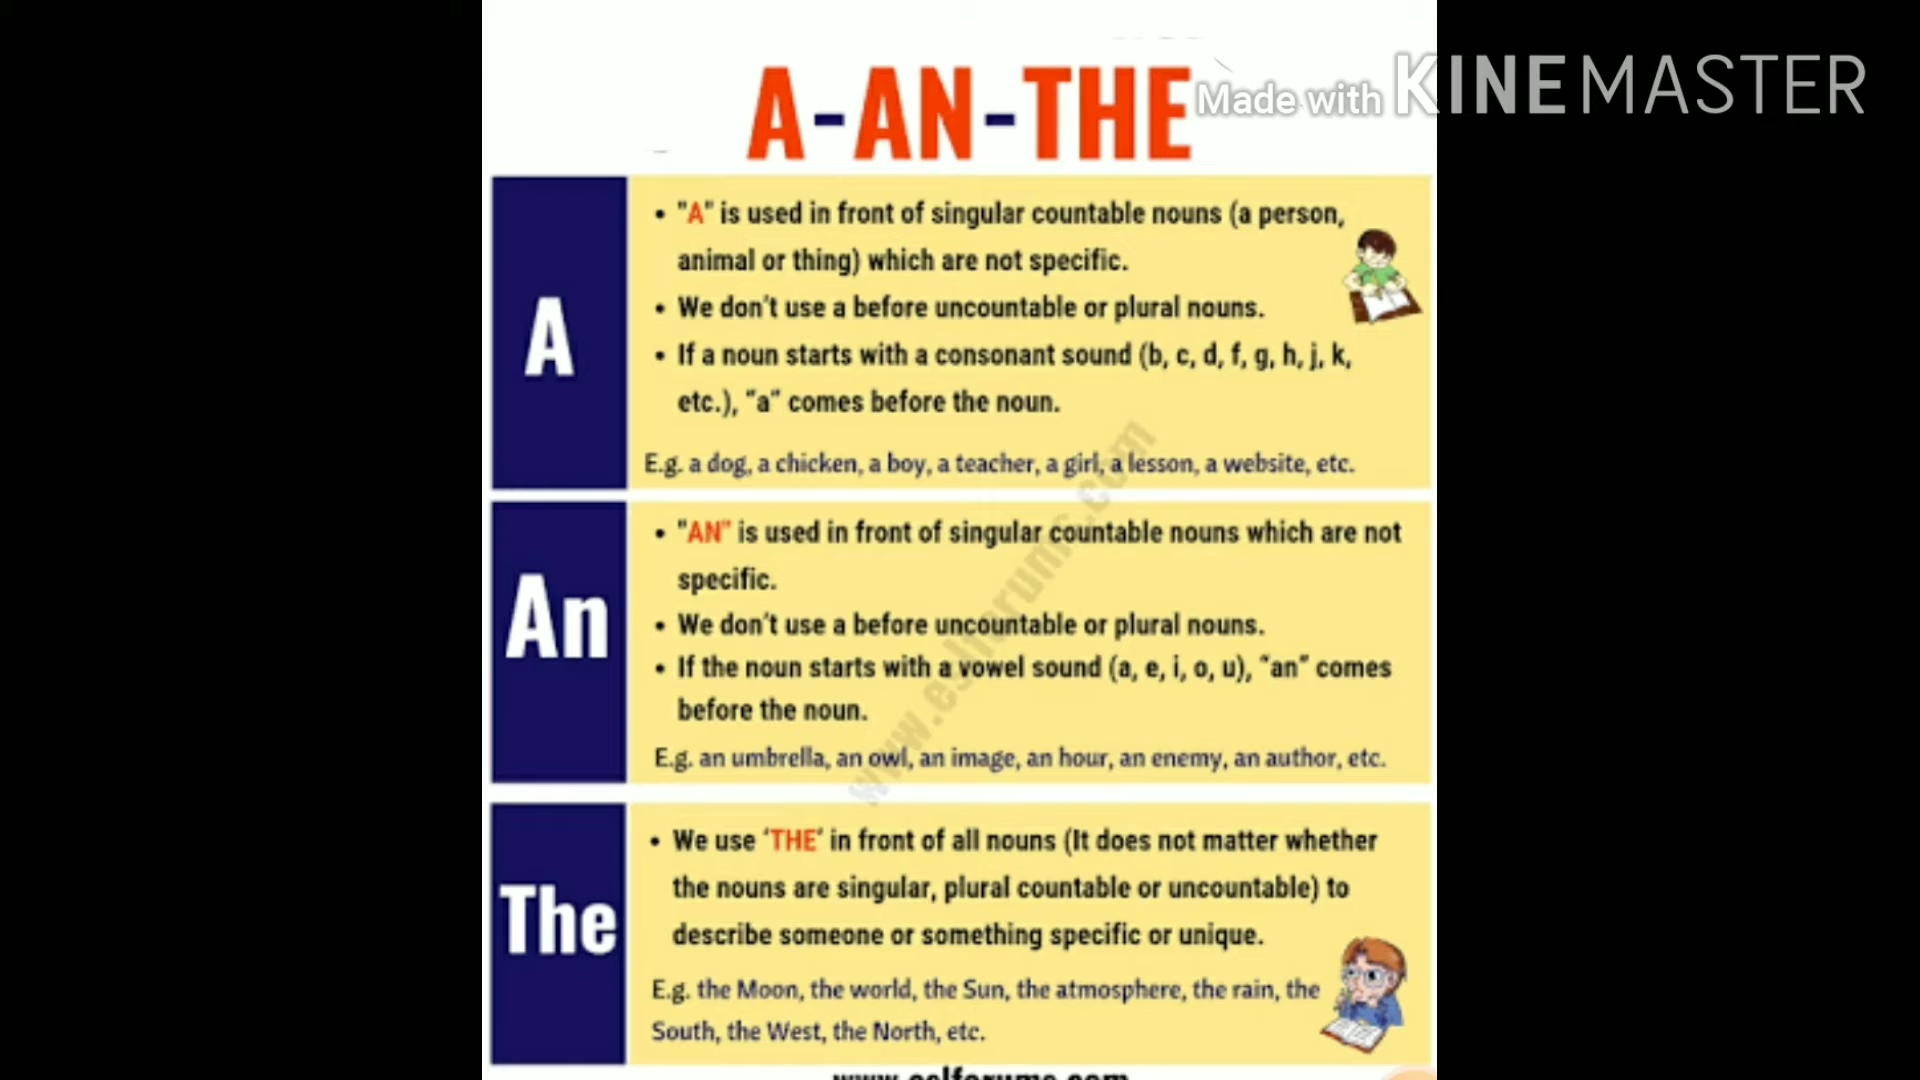 A-AN-THE
Made with KINEMASTER
A
• "A" is used in front of singular countable nouns (a person,
animal or thing) which are not specific.
• We don't use a before uncountable or plural nouns.
• If a noun starts with a consonant sound (b, c, d, f, g, h, j, k,
etc.), "a" comes before the noun.
E.g. a dog, a chicken, a boy, a teacher, a girl, a lesson, a website, etc.
An
• "AN" is used in front of singular countable nouns which are not
specific.
• We don't use a before uncountable or plural nouns.
• If the noun starts with a vowel sound (a, e, i, o, u), "an" comes
before the noun.
E.g. an umbrella, an owl, an image, an hour, an enemy, an author, etc.
The
• We use 'THE' in front of all nouns (It does not matter whether
the nouns are singular, plural countable or uncountable) to
describe someone or something specific or unique.
E.g. the Moon, the world, the Sun, the atmosphere, the rain, the
South, the West, the North, etc.
www.eslforums.com
www.eslforums.com